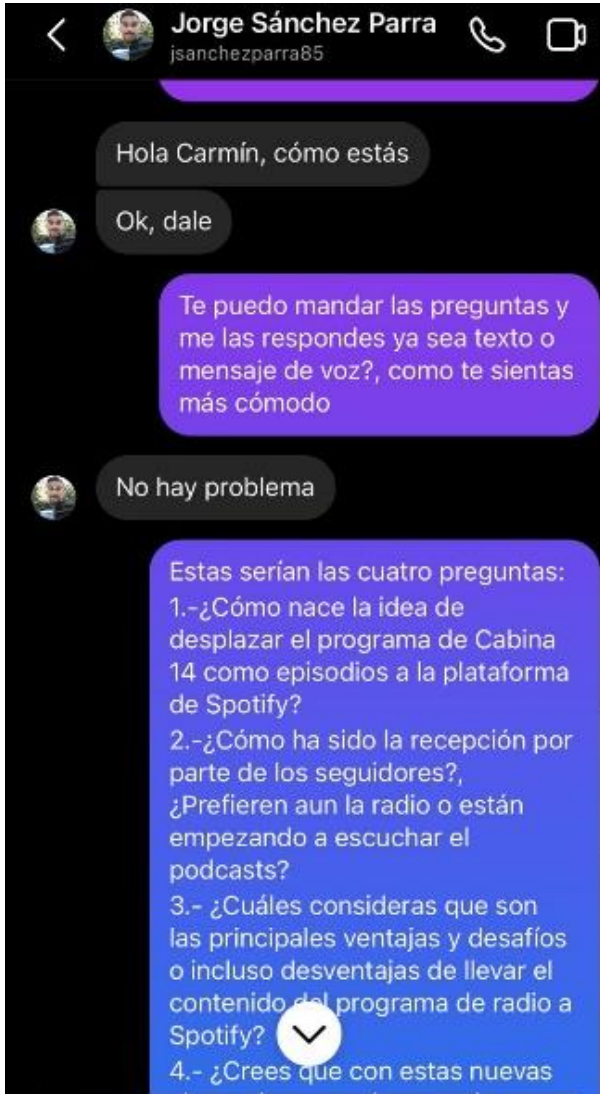 Jorge Sánchez Parra
jsanchezparra85
Hola Carmín, cómo estás
Ok, dale
Te puedo mandar las preguntas y
me las respondes ya sea texto o
mensaje de voz?, como te sientas
más cómodo
No hay problema
Estas serían las cuatro preguntas:
1.-¿Cómo nace la idea de
desplazar el programa de Cabina
14 como episodios a la plataforma
de Spotify?
2.-¿Cómo ha sido la recepción por
parte de los seguidores?,
¿Prefieren aun la radio o están
empezando a escuchar el
podcasts?
3.- ¿Cuáles consideras que son
las principales ventajas y desafíos
o incluso desventajas de llevar el
contenido del programa de radio a
Spotify?
4.- ¿Crees que con estas nuevas